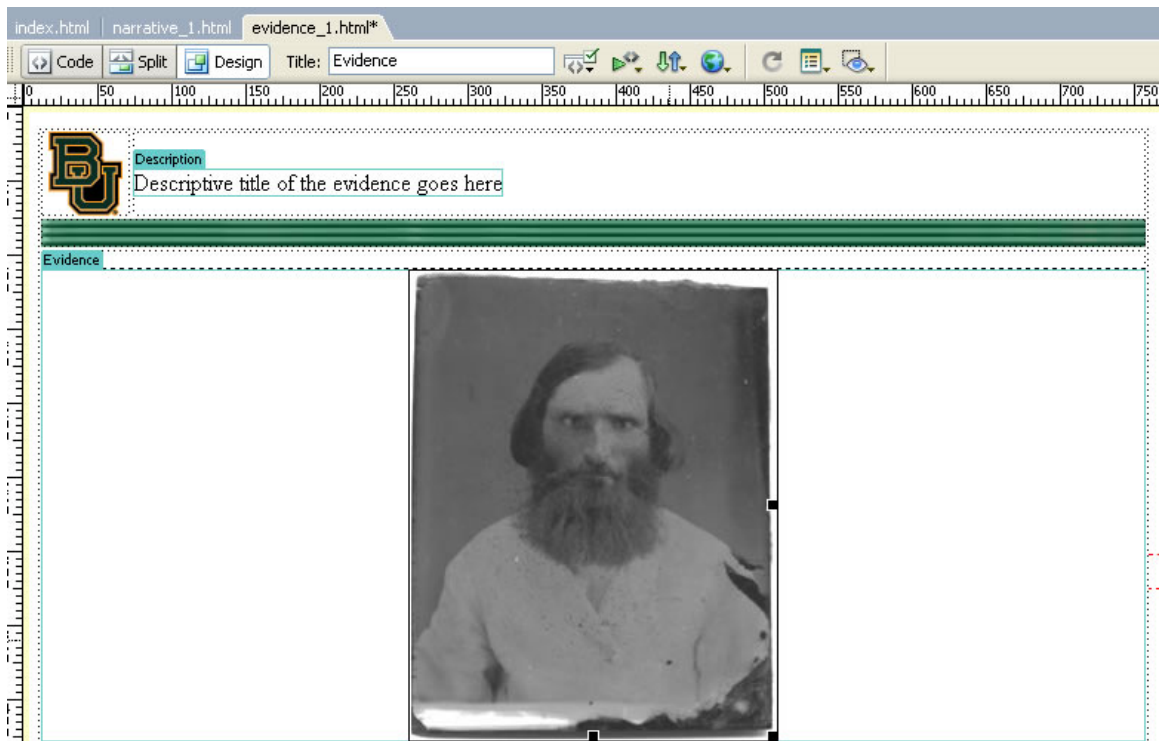 index.html narrative_1.html evidence_1.html*
Code Split Design Title: Evidence
0 50 100 150 200 250 300 350 400 450 500 550 600 650 700 750
BU
Description
Descriptive title of the evidence goes here
Evidence